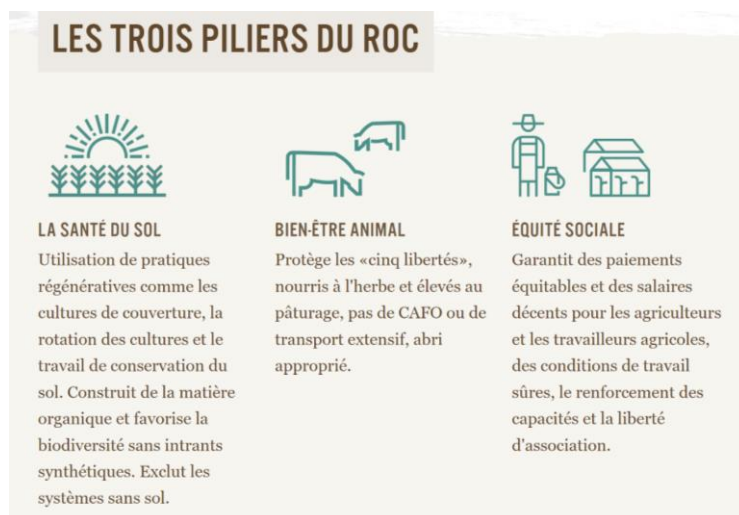 LES TROIS PILIERS DU ROC
LA SANTÉ DU SOL
Utilisation de pratiques
régénératives comme les
cultures de couverture, la
rotation des cultures et le
travail de conservation du
sol. Construit de la matière
organique et favorise la
biodiversité sans intrants
synthétiques. Exclut les
systèmes sans sol.
BIEN-ÊTRE ANIMAL
Protège les «cinq libertés»,
nourris à l'herbe et élevés au
pâturage, pas de CAFO ou de
transport extensif, abri
approprié.
ÉQUITÉ SOCIALE
Garantit des paiements
équitables et des salaires
décents pour les agriculteurs
et les travailleurs agricoles,
des conditions de travail
sûres, le renforcement des
capacités et la liberté
d'association.